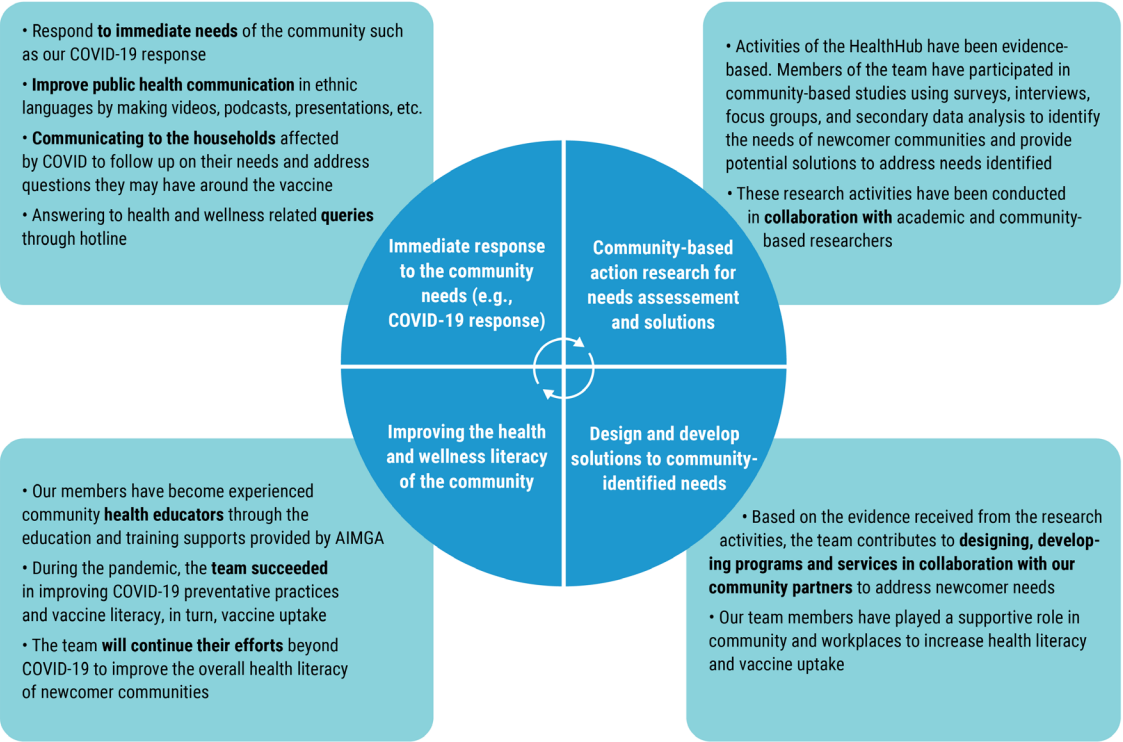 • Respond to immediate needs of the community such
as our COVID-19 response
• Improve public health communication in ethnic
languages by making videos, podcasts, presentations, etc.
• Communicating to the households affected
by COVID to follow up on their needs and address
questions they may have around the vaccine
• Answering to health and wellness related queries
through hotline
• Activities of the HealthHub have been evidence-
based. Members of the team have participated in
community-based studies using surveys, interviews,
focus groups, and secondary data analysis to identify
the needs of newcomer communities and provide
potential solutions to address needs identified
• These research activities have been conducted
in collaboration with academic and community-
based researchers
Immediate response
to the community
needs (e.g.,
COVID-19 response)
Community-based
action research for
needs assessement
and solutions
Improving the health
and wellness literacy
of the community
Design and develop
solutions to community-
identified needs
• Our members have become experienced
community health educators through the
education and training supports provided by AIMGA
• During the pandemic, the team succeeded
in improving COVID-19 preventative practices
and vaccine literacy, in turn, vaccine uptake
• The team will continue their efforts beyond
COVID-19 to improve the overall health literacy
of newcomer communities
• Based on the evidence received from the research
activities, the team contributes to designing, develop-
ing programs and services in collaboration with our
community partners to address newcomer needs
• Our team members have played a supportive role in
community and workplaces to increase health literacy
and vaccine uptake